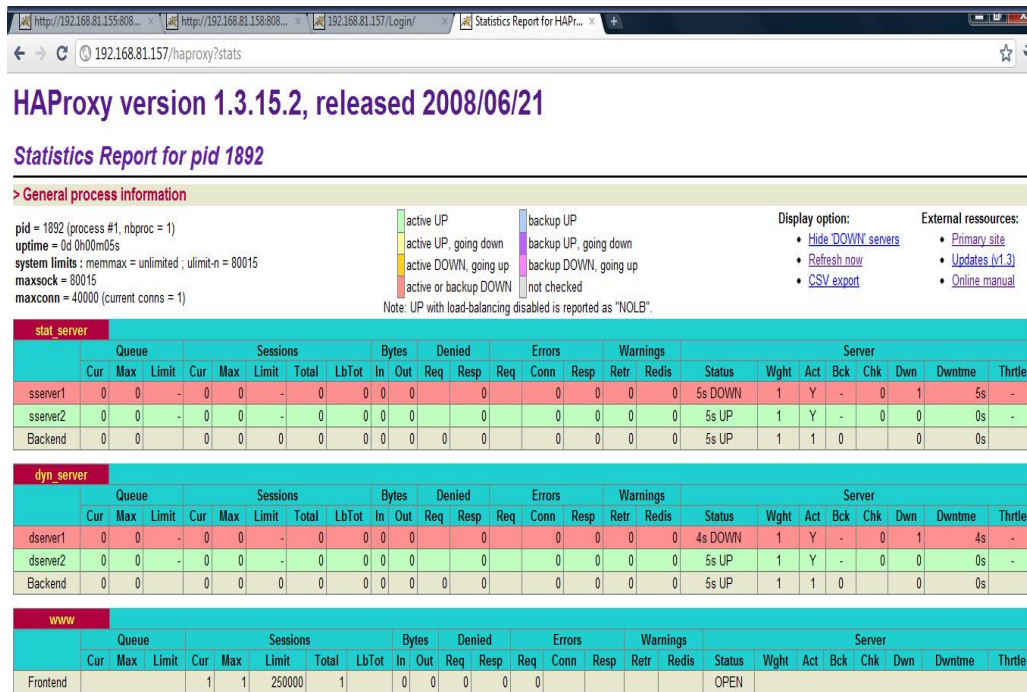 http://192.168.81.155:808... http://192.168.81.158:808... 192.168.81.157/Login/ Statistics Report for HAPr...
192.168.81.157/haproxy?stats
HAProxy version 1.3.15.2, released 2008/06/21
Statistics Report for pid 1892
> General process information
pid = 1892 (process #1, nbproc = 1)
uptime = 0d 0h00m05s
system limits : memmax = unlimited ; ulimit-n = 80015
maxsock = 80015
maxconn = 40000 (current conns = 1)
active UP backup UP
active UP, going down backup UP, going down
active DOWN, going up backup DOWN, going up
active or backup DOWN not checked
Note: UP with load-balancing disabled is reported as "NOLB".
Display option:
Hide 'DOWN' servers
Refresh now
CSV export
External ressources:
Primary site
Updates (v1.3)
Online manual
stat_server
Queue Sessions Bytes Denied Errors Warnings Server
Cur Max Limit Cur Max Limit Total LbTot In Out Req Resp Req Conn Resp Retr Redis Status Wght Act Bck Chk Dwn Dwntme Thrtle
sserver1 0 0 - 0 0 - 0 0 0 0 0 0 0 0 0 5s DOWN 1 Y - 0 1 5s -
sserver2 0 0 - 0 0 - 0 0 0 0 0 0 0 0 0 5s UP 1 Y - 0 0 0s -
Backend 0 0 0 0 0 0 0 0 0 0 0 0 0 0 0 5s UP 1 1 0 0 0s
dyn_server
Queue Sessions Bytes Denied Errors Warnings Server
Cur Max Limit Cur Max Limit Total LbTot In Out Req Resp Req Conn Resp Retr Redis Status Wght Act Bck Chk Dwn Dwntme Thrtle
dserver1 0 0 - 0 0 - 0 0 0 0 0 0 0 0 0 4s DOWN 1 Y - 0 1 4s -
dserver2 0 0 - 0 0 - 0 0 0 0 0 0 0 0 0 5s UP 1 Y - 0 0 0s -
Backend 0 0 0 0 0 0 0 0 0 0 0 0 0 0 0 5s UP 1 1 0 0 0s
www
Queue Sessions Bytes Denied Errors Warnings Server
Cur Max Limit Cur Max Limit Total LbTot In Out Req Resp Req Conn Resp Retr Redis Status Wght Act Bck Chk Dwn Dwntme Thrtle
Frontend 1 1 250000 1 0 0 0 0 0 OPEN